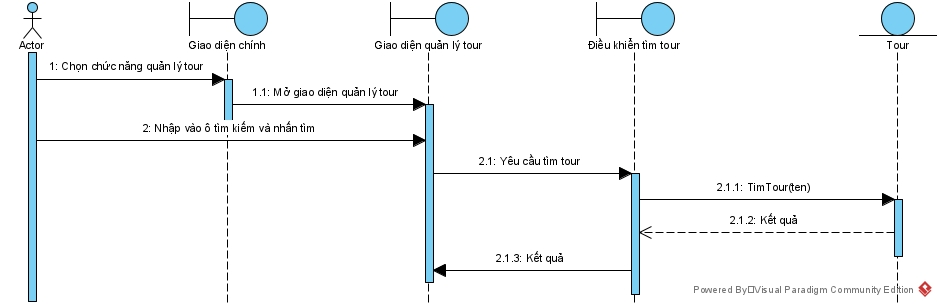 Actor
Giao diện chính
Giao diện quản lý tour
Điều khiển tìm tour
Tour
1: Chọn chức năng quản lý tour
1.1: Mở giao diện quản lý tour
2: Nhập vào ô tìm kiếm và nhấn tìm
2.1: Yêu cầu tìm tour
2.1.1: TimTour(ten)
2.1.2: Kết quả
2.1.3: Kết quả
Powered By□Visual Paradigm Community Edition